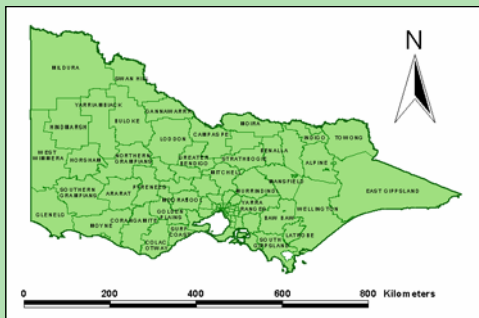 N
MILDURA
SWAN HILL
GANNAWARRA
YARRIAMBIACK
BULOKE
HINDMARSH
LODDON
CAMPASPE
MOIRA
INDIGO
TOWONG
WEST
WIMMERA
HORSHAM
NORTHERN
GRAMPIANS
GREATER
BENDIGO
STRATHBOGIE
BENALLA
ALPINE
MITCHELL
MANSFIELD
EAST GIPPSLAND
SOUTHERN
GRAMPIANS
ARARAT
PYRENEES
MOORABOOL
MURRINDINDI
YARRA
RANGES
WELLINGTON
GLENELG
MOYNE
CORANGAMITE
GOLDEN
PLAINS
SURF
COAST
COLAC
OTWAY
BAW BAW
LATROBE
SOUTH
GIPPSLAND
0 200 400 600 800 Kilometers